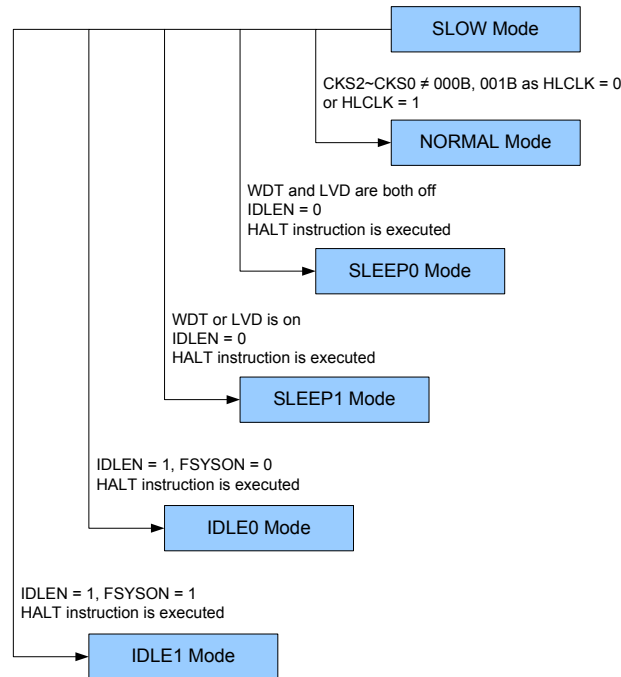 SLOW Mode
CKS2~CKS0 ≠ 000B, 001B as HLCLK = 0
or HLCLK = 1
NORMAL Mode
WDT and LVD are both off
IDLEN = 0
HALT instruction is executed
SLEEP0 Mode
WDT or LVD is on
IDLEN = 0
HALT instruction is executed
SLEEP1 Mode
IDLEN = 1, FSYSON = 0
HALT instruction is executed
IDLE0 Mode
IDLEN = 1, FSYSON = 1
HALT instruction is executed
IDLE1 Mode